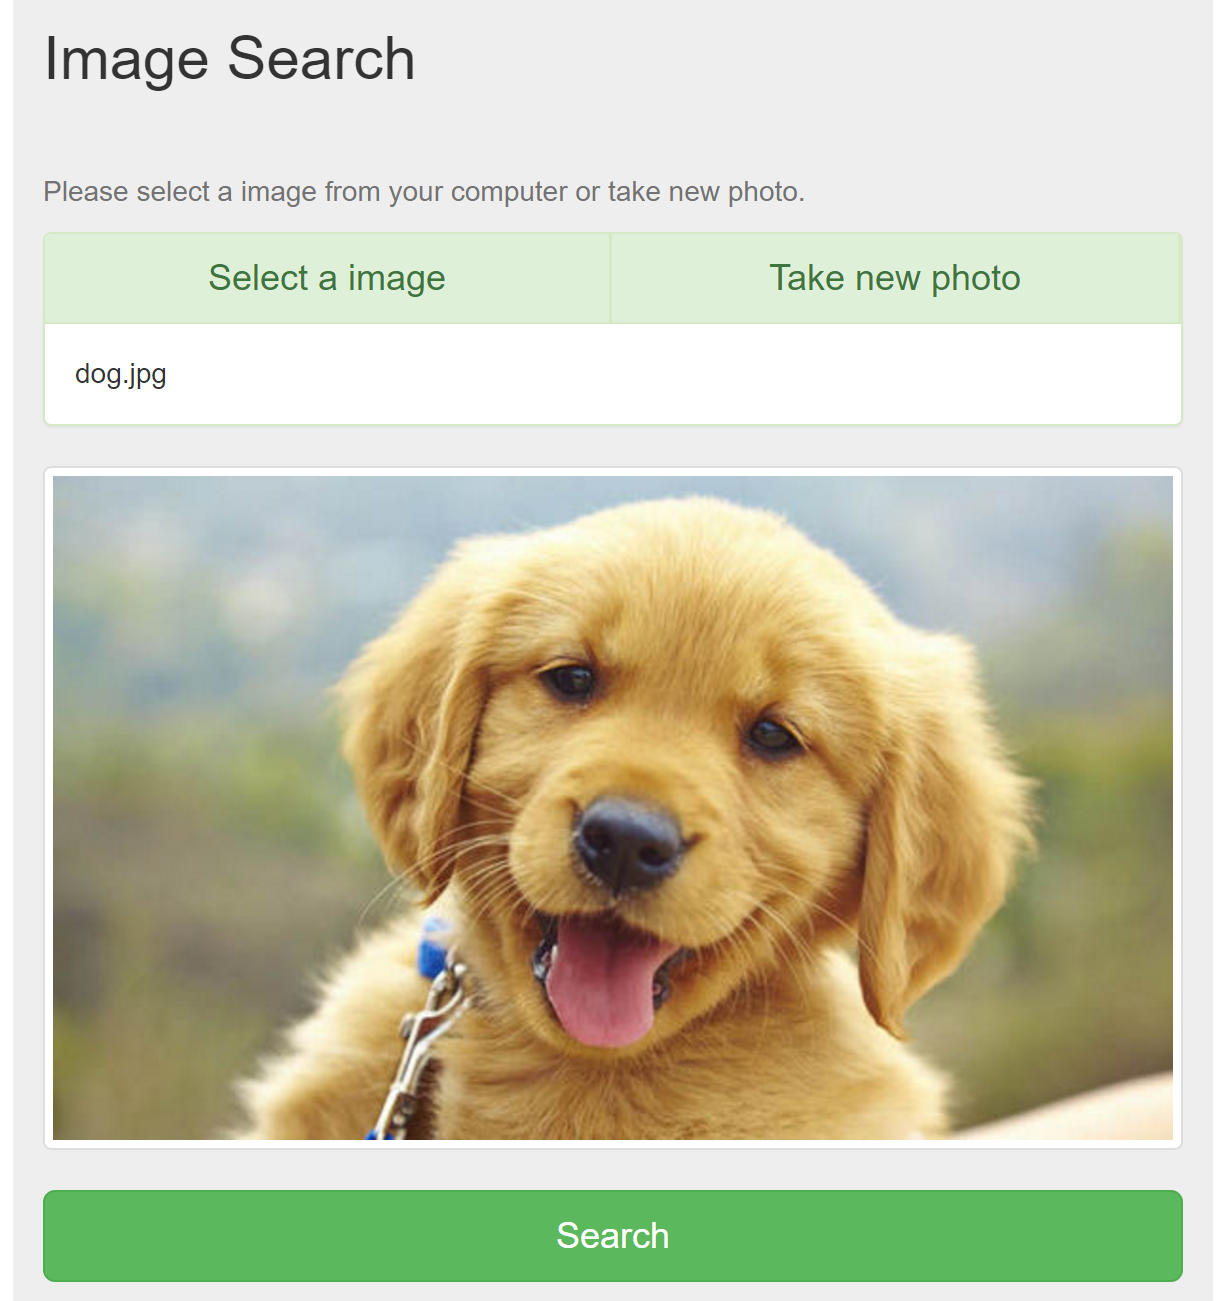 Image Search
Please select a image from your computer or take new photo.
Select a image
Take new photo
dog.jpg
Search